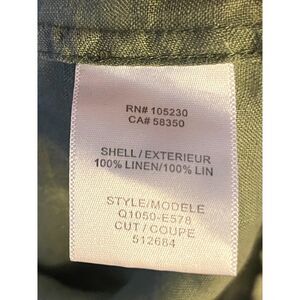 RN# 105230
CA# 58350
SHELL/EXTERIEUR
100% LINEN/100% LIN
STYLE/MODELE
Q1050-E578
CUT/COUPE
512684